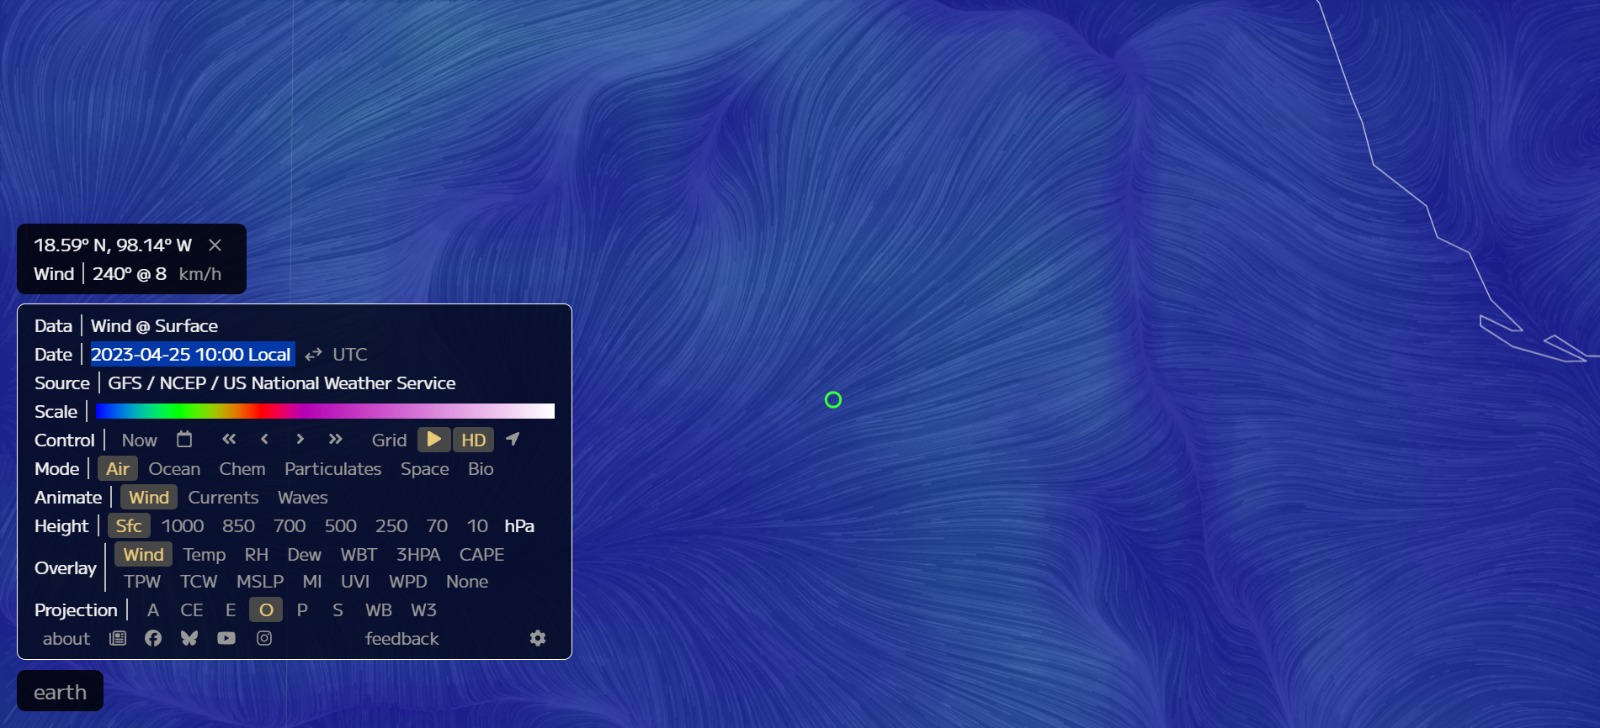 18.59° N, 98.14° W ×
Wind | 240° @ 8 km/h
Data | Wind @ Surface
Date | 2023-04-25 10:00 Local ⇄ UTC
Source | GFS / NCEP / US National Weather Service
Scale |
Control | Now « ‹ › » Grid HD
Mode | Air Ocean Chem Particulates Space Bio
Animate | Wind Currents Waves
Height | Sfc 1000 850 700 500 250 70 10 hPa
Overlay | Wind Temp RH Dew WBT 3HPA CAPE
TPW TCW MSLP MI UVI WPD None
Projection | A CE E O P S WB W3
about feedback
earth